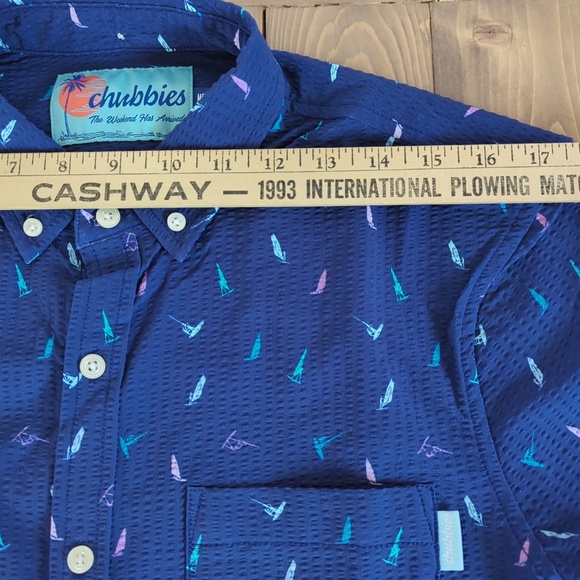 chubbies
The Weekend Has Arrived
7 8 9 10 11 12 13 14 15 16 17
CASHWAY — 1993 INTERNATIONAL PLOWING MATC